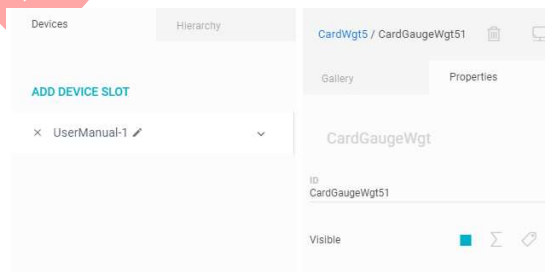 Devices
Hierarchy
ADD DEVICE SLOT
× UserManual-1
CardWgt5 / CardGaugeWgt51
Gallery
Properties
CardGaugeWgt
ID
CardGaugeWgt51
Visible